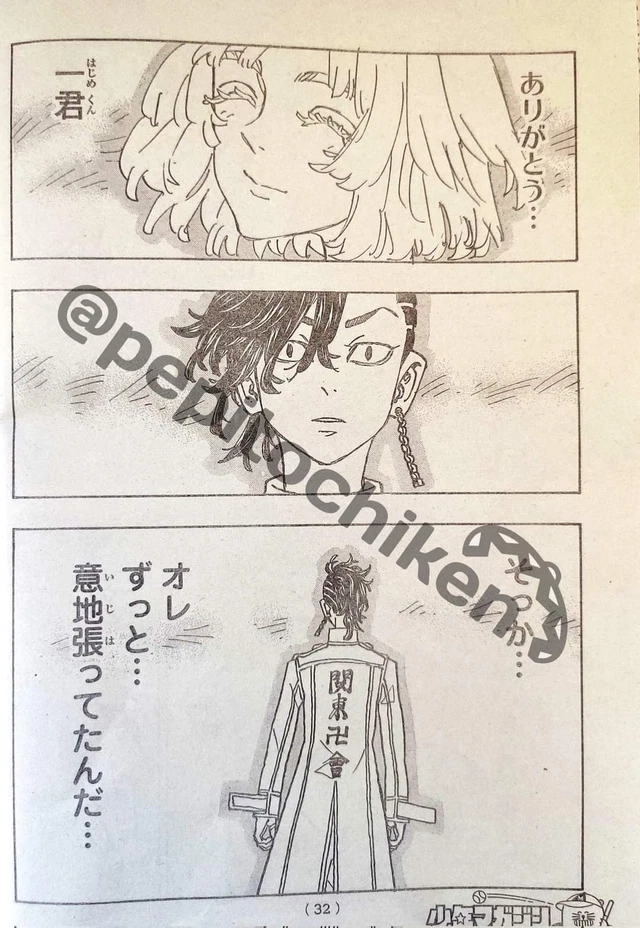 ありがとう…
一君
はじめ くん
@pepitochiken
そっか…
オレ
ずっと…
意地張ってたんだ…
いじ は
関東卍會
(32)